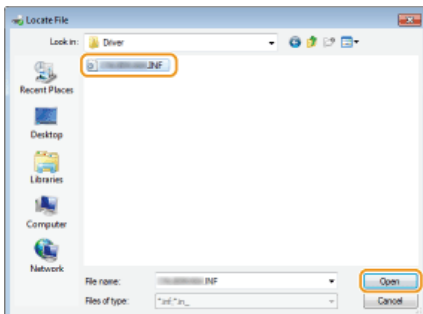 Locate File
Look in:
Driver
.INF
Recent Places
Desktop
Libraries
Computer
Network
File name:
.INF
Open
Files of type:
*.inf;*.in_
Cancel